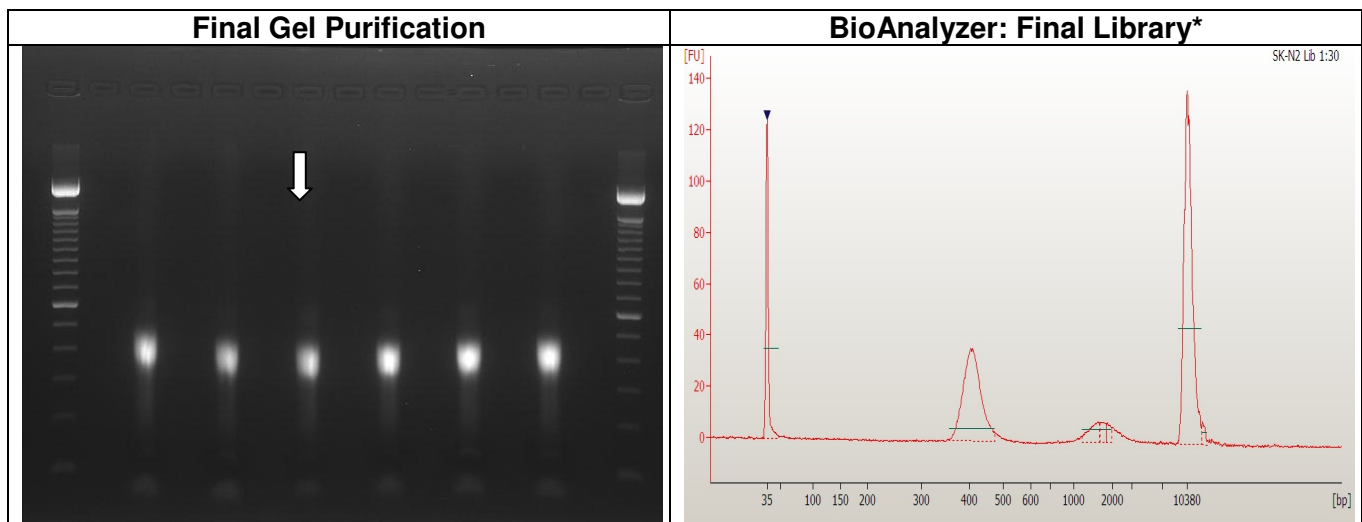 Final Gel Purification
BioAnalyzer: Final Library*
[FU]
SK-N2 Lib 1:30
140
120
100
80
60
40
20
0
35 100 150 200 300 400 500 600 1000 2000 10380 [bp]